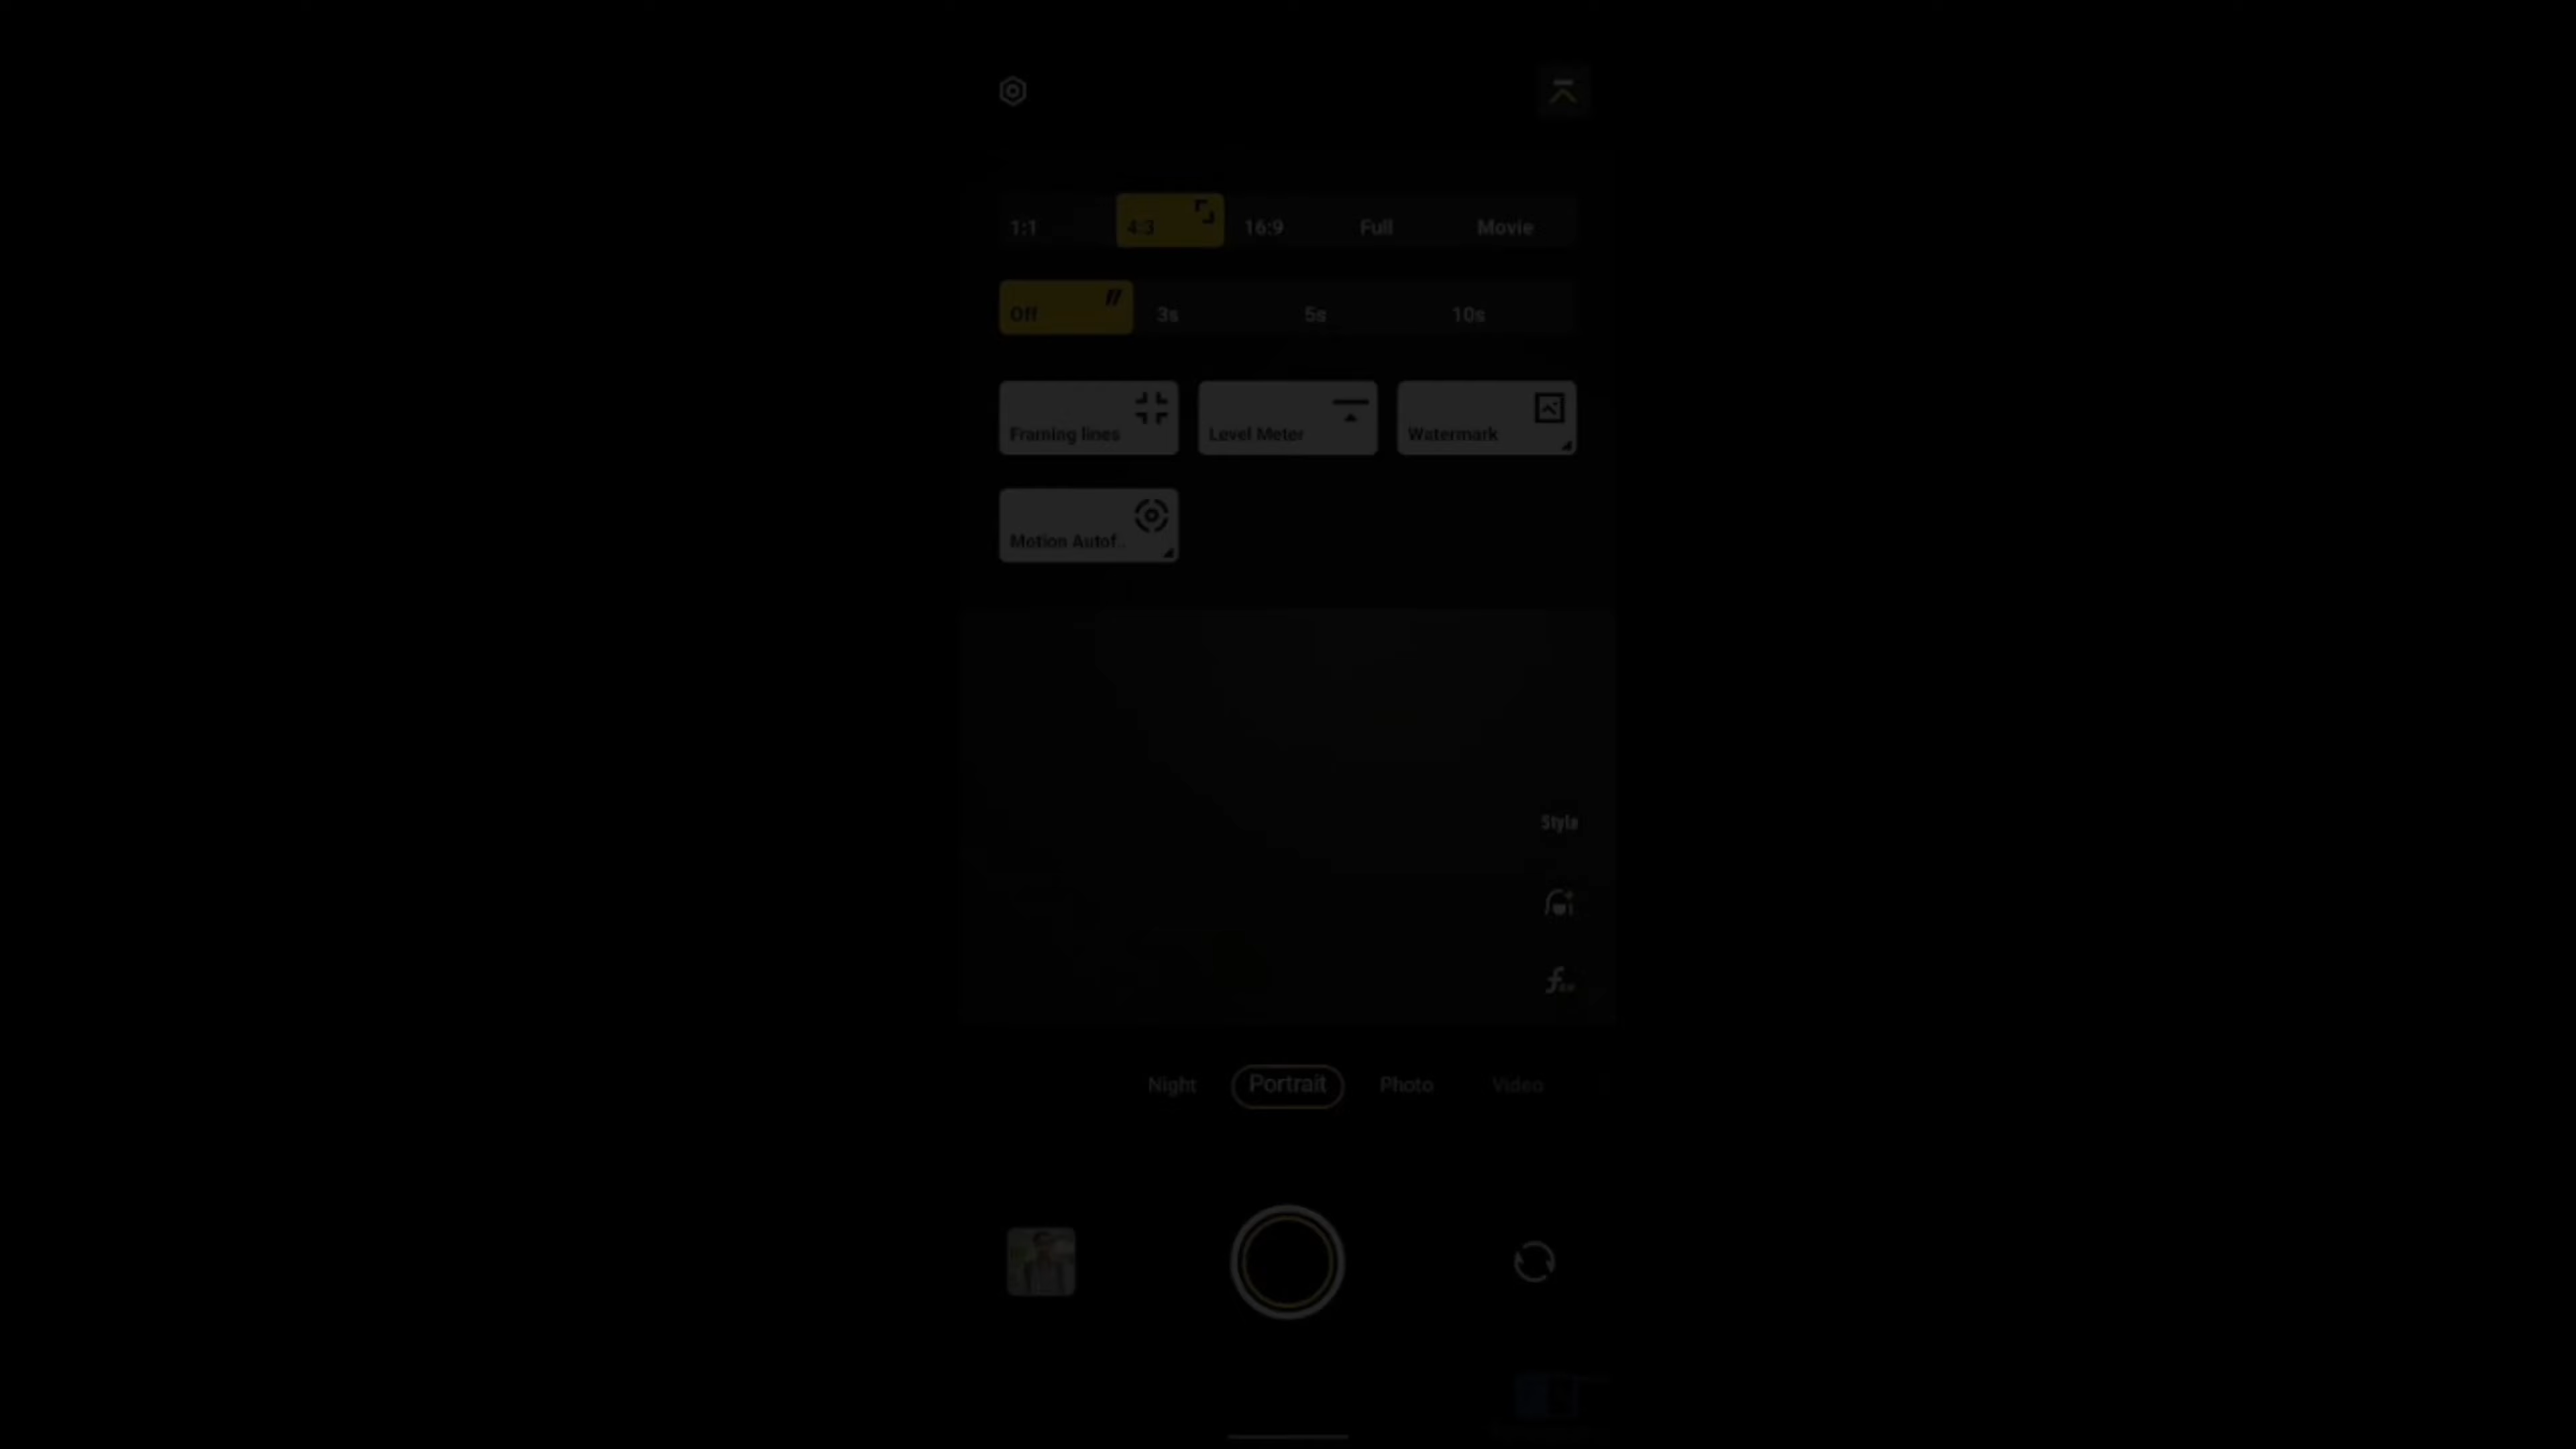 1:1 4:3 16:9 Full Movie
Off 3s 5s 10s
Framing lines Level Meter Watermark
Motion Autof..
Style
Night Portrait Photo Video